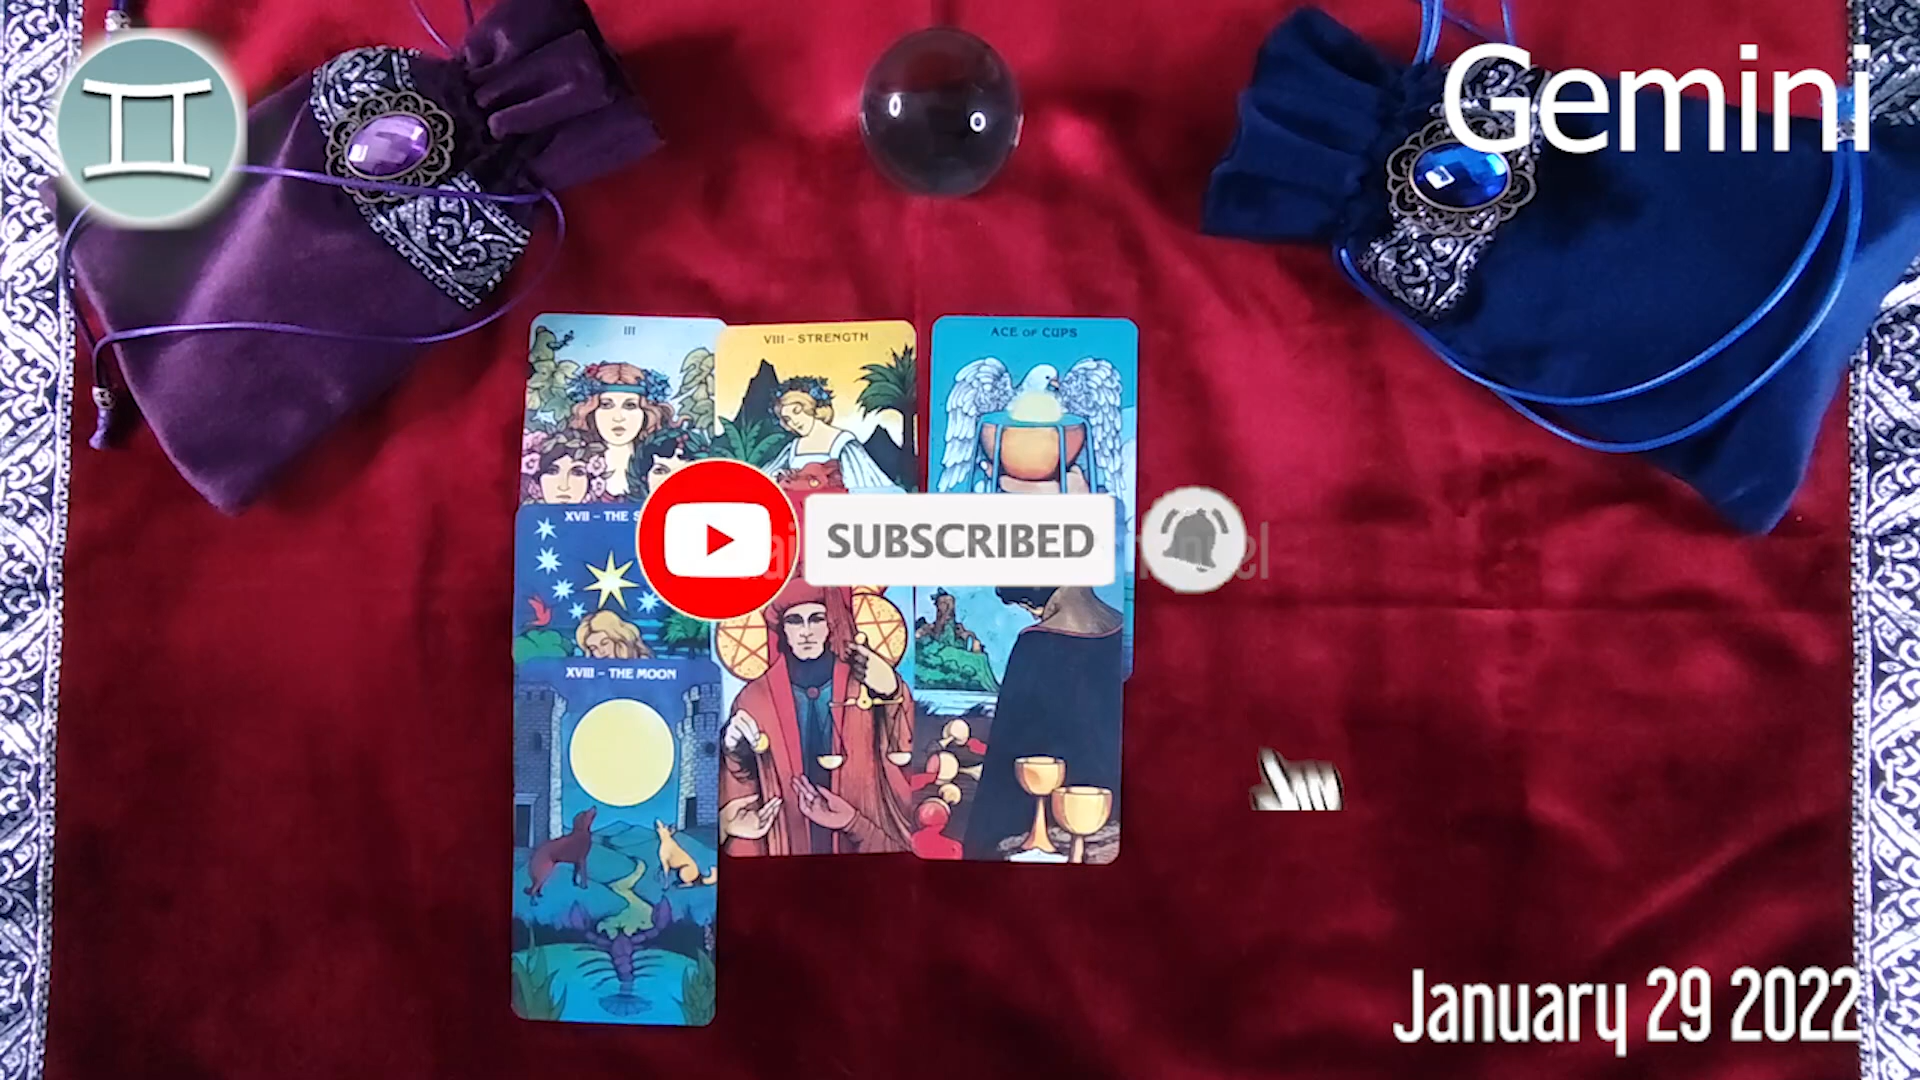 Gemini
III
VIII – STRENGTH
ACE OF CUPS
XVII – THE
SUBSCRIBED
XVIII – THE MOON
January 29 2022